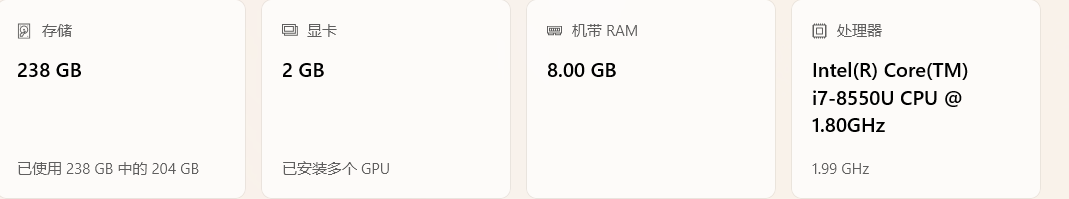 存储
238 GB
已使用 238 GB 中的 204 GB
显卡
2 GB
已安装多个 GPU
机带 RAM
8.00 GB
处理器
Intel(R) Core(TM)
i7-8550U CPU @
1.80GHz
1.99 GHz